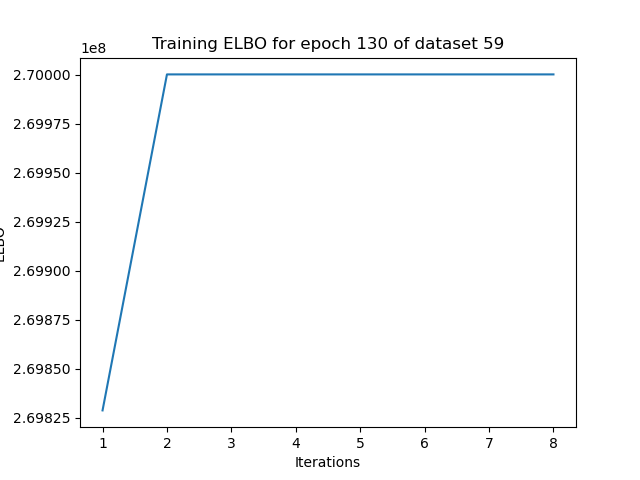 Training ELBO for epoch 130 of dataset 59
1e8
2.70000
2.69975
2.69950
2.69925
2.69900
2.69875
2.69850
2.69825
ELBO
1 2 3 4 5 6 7 8
Iterations